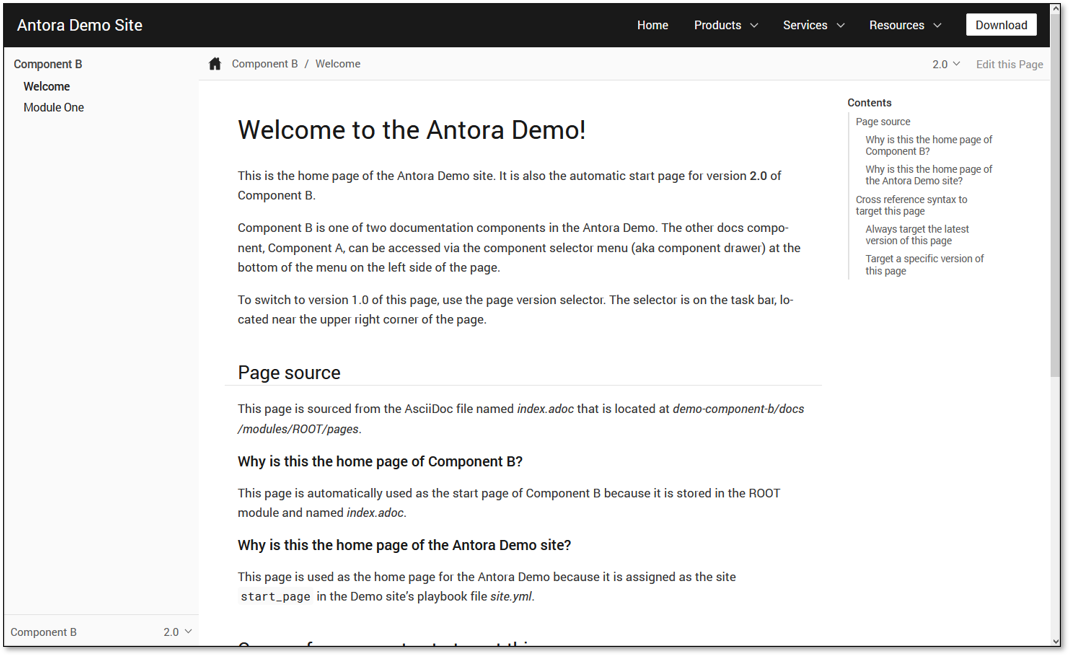 Antora Demo Site
Home
Products
Services
Resources
Download
Component B
Welcome
Module One
Component B / Welcome
2.0
Edit this Page
Welcome to the Antora Demo!
This is the home page of the Antora Demo site. It is also the automatic start page for version 2.0 of
Component B.
Component B is one of two documentation components in the Antora Demo. The other docs compo-
nent, Component A, can be accessed via the component selector menu (aka component drawer) at the
bottom of the menu on the left side of the page.
To switch to version 1.0 of this page, use the page version selector. The selector is on the task bar, lo-
cated near the upper right corner of the page.
Page source
This page is sourced from the AsciiDoc file named index.adoc that is located at demo-component-b/docs
/modules/ROOT/pages.
Why is this the home page of Component B?
This page is automatically used as the start page of Component B because it is stored in the ROOT
module and named index.adoc.
Why is this the home page of the Antora Demo site?
This page is used as the home page for the Antora Demo because it is assigned as the site
start_page in the Demo site's playbook file site.yml.
Contents
Page source
Why is this the home page of
Component B?
Why is this the home page of
the Antora Demo site?
Cross reference syntax to
target this page
Always target the latest
version of this page
Target a specific version of
this page
Component B
2.0